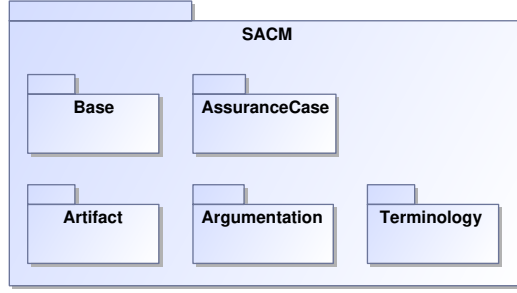 SACM
Base
AssuranceCase
Artifact
Argumentation
Terminology